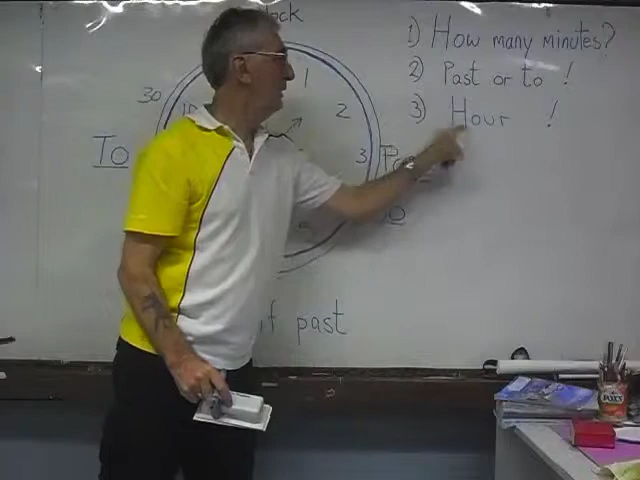 1) How many minutes?
2) Past or to !
3) Hour !
1
2
3
30
To
past